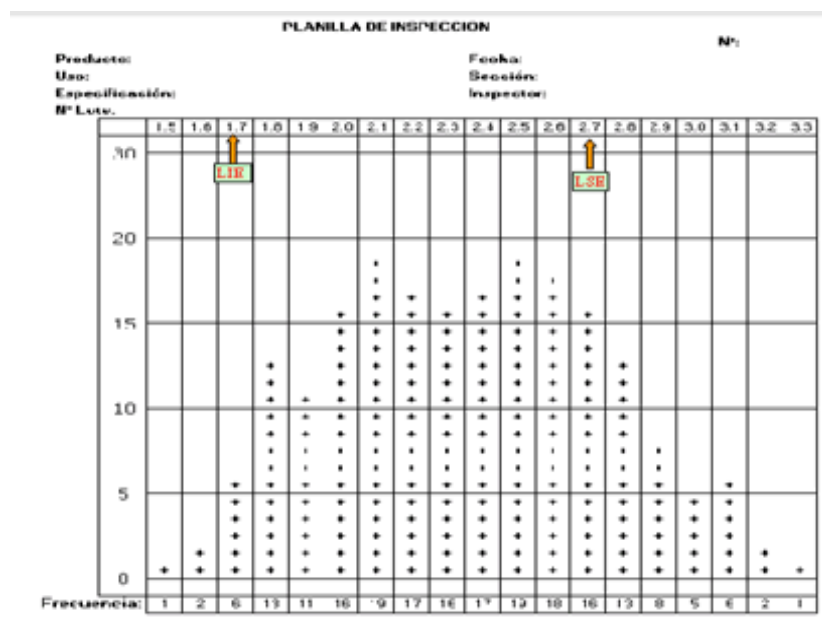 PLANILLA DE INSPECCION
Nº:
Producto: Fecha:
Uso: Sección:
Especificación: Inspector:
Nº Lote.
1.5 1.6 1.7 1.8 1.9 2.0 2.1 2.2 2.3 2.4 2.5 2.6 2.7 2.8 2.9 3.0 3.1 3.2 3.3
30
LIE LSE
20
15
10
5
0
Frecuencia: 1 2 6 13 11 16 19 17 16 17 19 18 16 13 8 5 6 2 1